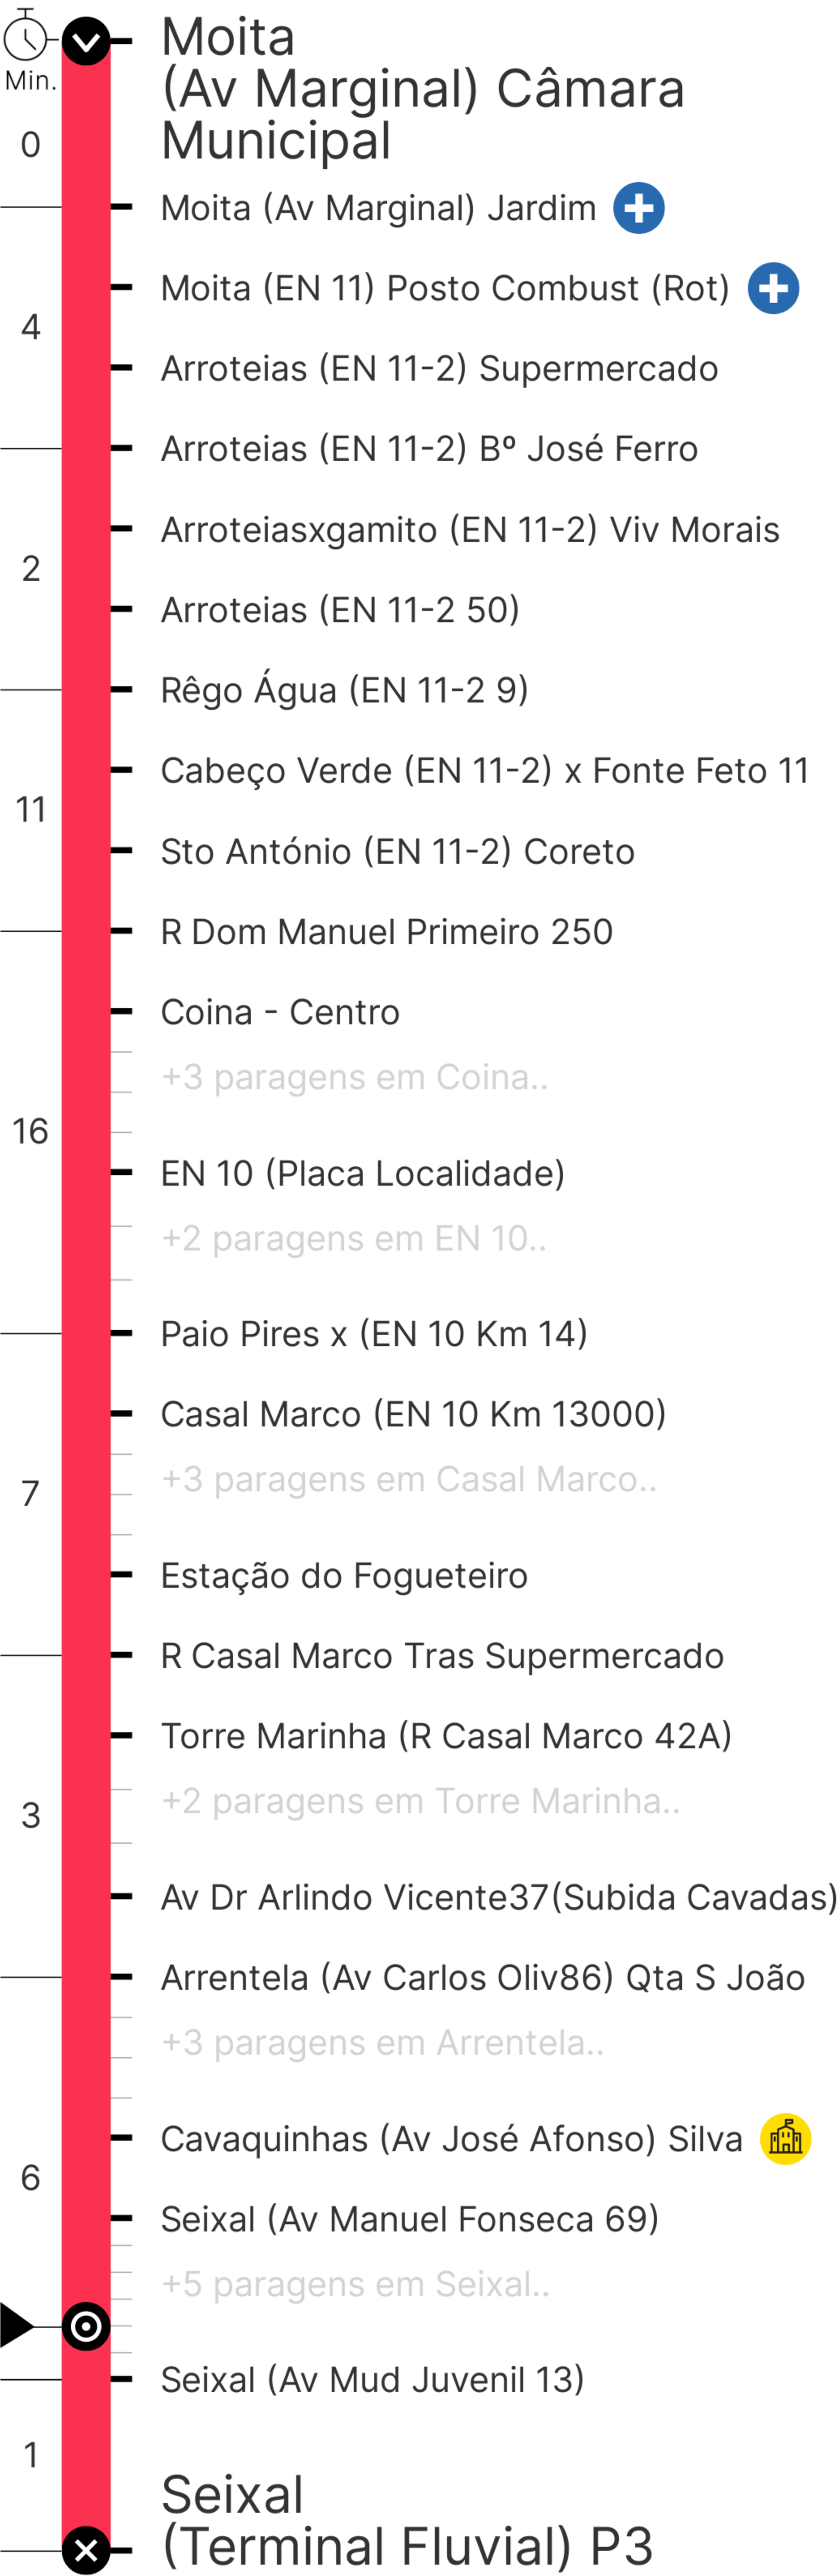 Min.
Moita
(Av Marginal) Câmara
Municipal
0
Moita (Av Marginal) Jardim
Moita (EN 11) Posto Combust (Rot)
4
Arroteias (EN 11-2) Supermercado
Arroteias (EN 11-2) Bº José Ferro
Arroteiasxgamito (EN 11-2) Viv Morais
2
Arroteias (EN 11-2 50)
Rêgo Água (EN 11-2 9)
Cabeço Verde (EN 11-2) x Fonte Feto 11
11
Sto António (EN 11-2) Coreto
R Dom Manuel Primeiro 250
Coina - Centro
+3 paragens em Coina..
16
EN 10 (Placa Localidade)
+2 paragens em EN 10..
Paio Pires x (EN 10 Km 14)
Casal Marco (EN 10 Km 13000)
+3 paragens em Casal Marco..
7
Estação do Fogueteiro
R Casal Marco Tras Supermercado
Torre Marinha (R Casal Marco 42A)
+2 paragens em Torre Marinha..
3
Av Dr Arlindo Vicente37(Subida Cavadas)
Arrentela (Av Carlos Oliv86) Qta S João
+3 paragens em Arrentela..
Cavaquinhas (Av José Afonso) Silva
6
Seixal (Av Manuel Fonseca 69)
+5 paragens em Seixal..
Seixal (Av Mud Juvenil 13)
1
Seixal
(Terminal Fluvial) P3